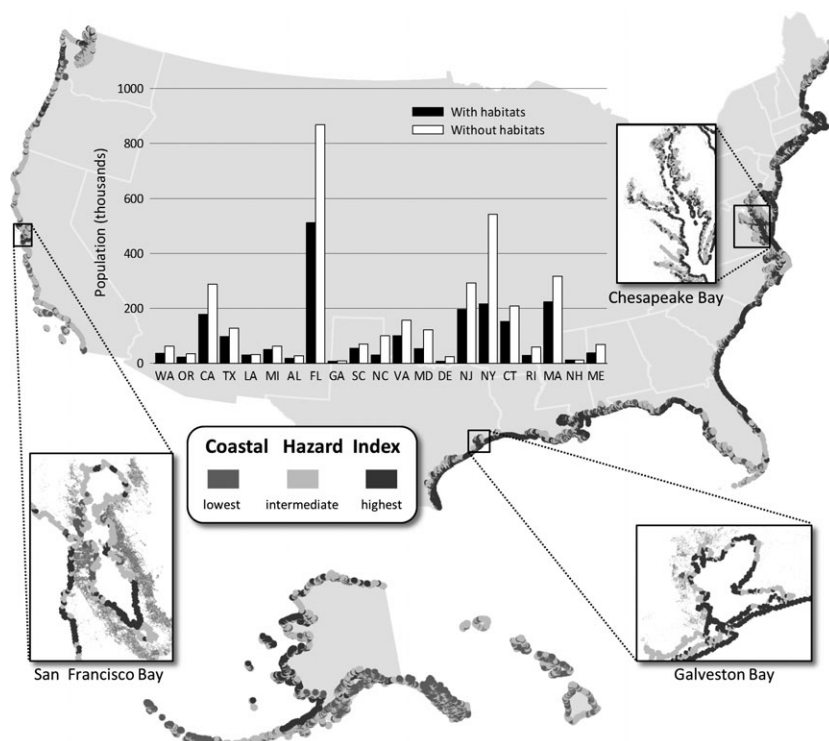 1000
800
600
400
200
0
Population (thousands)
With habitats
Without habitats
WA OR CA TX LA MI AL FL GA SC NC VA MD DE NJ NY CT RI MA NH ME
Chesapeake Bay
Coastal Hazard Index
lowest intermediate highest
San Francisco Bay
Galveston Bay